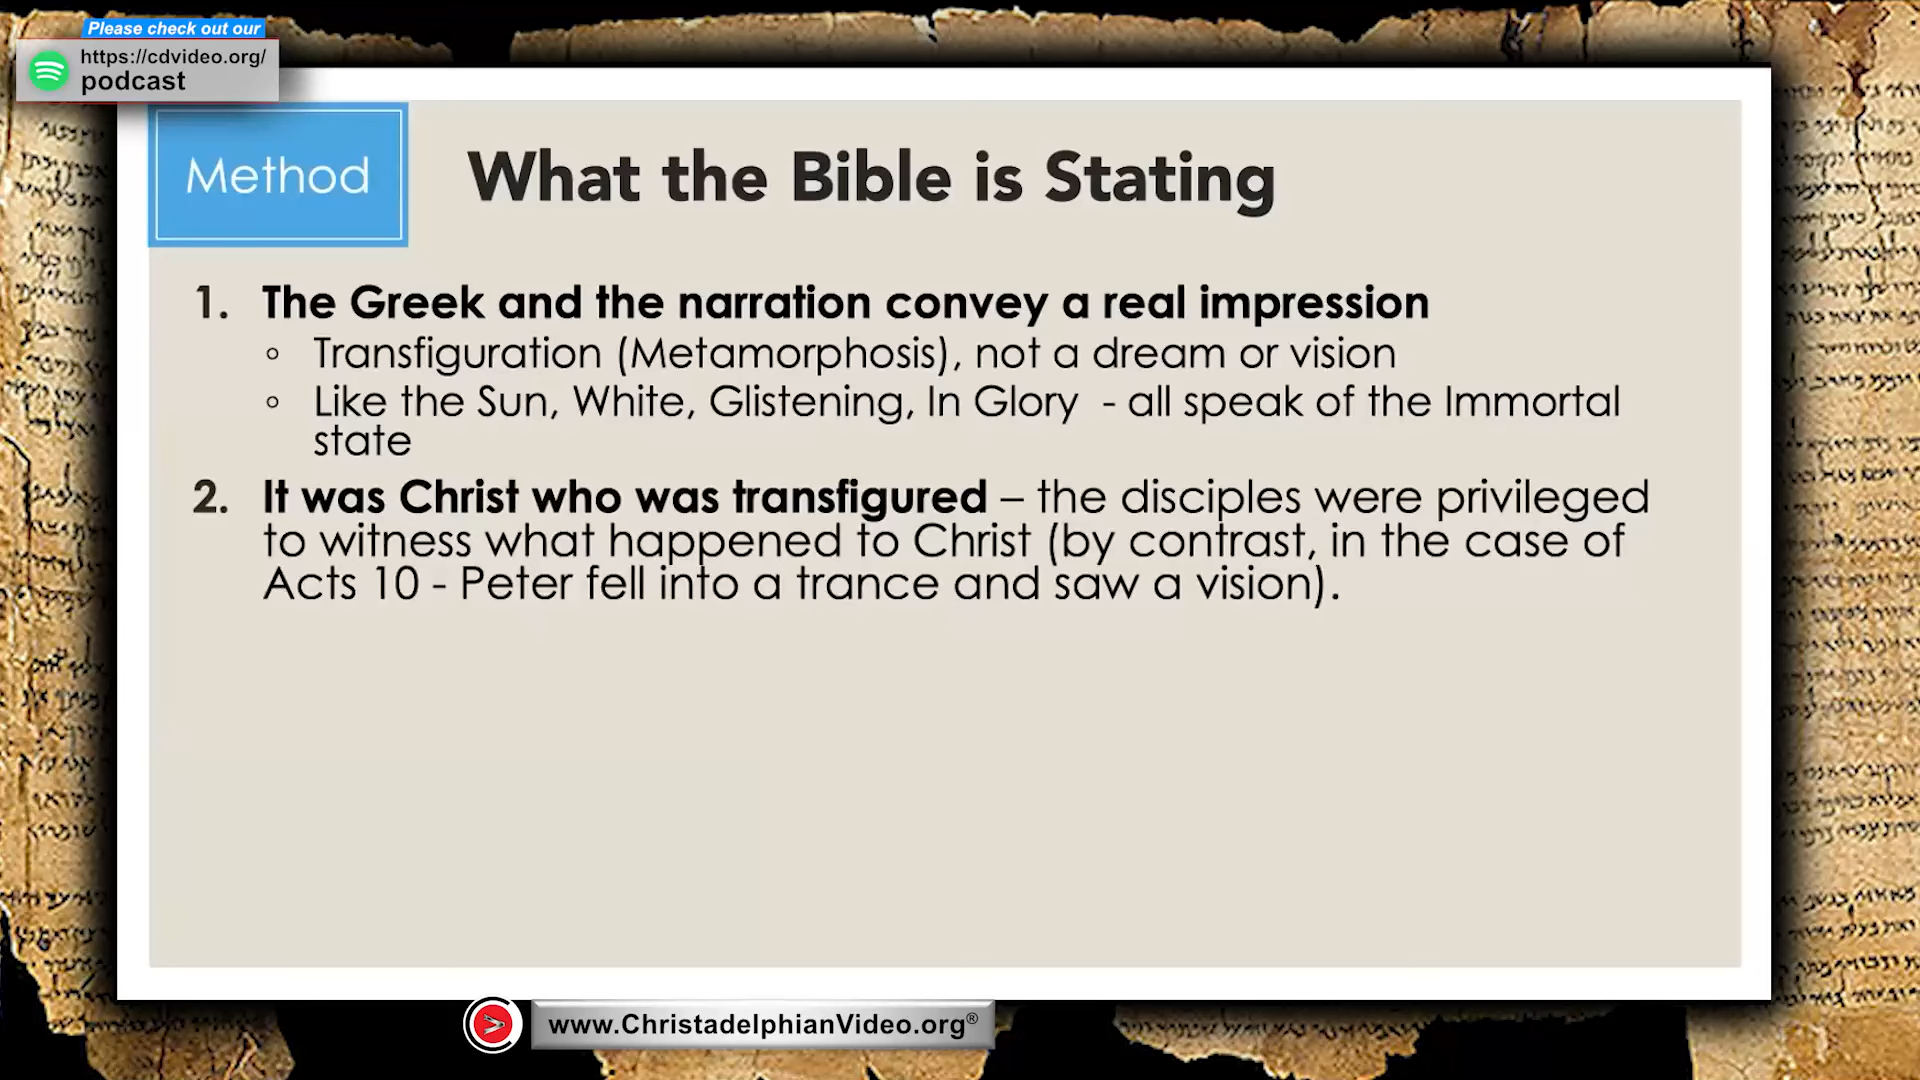 Please check out our
https://cdvideo.org/
podcast
Method
What the Bible is Stating
1. The Greek and the narration convey a real impression
◦ Transfiguration (Metamorphosis), not a dream or vision
◦ Like the Sun, White, Glistening, In Glory - all speak of the Immortal
state
2. It was Christ who was transfigured – the disciples were privileged
to witness what happened to Christ (by contrast, in the case of
Acts 10 - Peter fell into a trance and saw a vision).
www.ChristadelphianVideo.org®